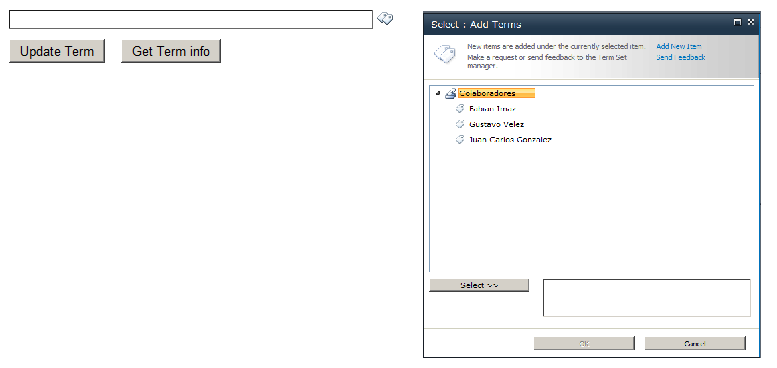 Update Term
Get Term info
Select : Add Terms
New items are added under the currently selected item.
Add New Item
Make a request or send feedback to the Term Set
manager.
Send Feedback
Colaboradores
Fabian Imaz
Gustavo Velez
Juan Carlos Gonzalez
Select >>
OK
Cancel